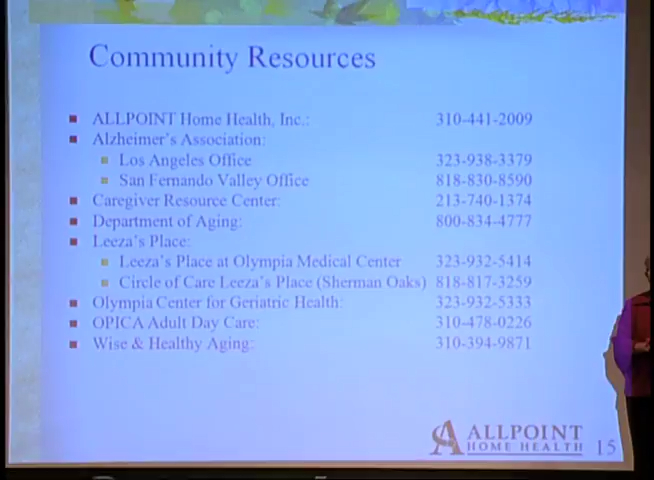 Community Resources
ALLPOINT Home Health, Inc.: 310-441-2009
Alzheimer's Association:
Los Angeles Office 323-938-3379
San Fernando Valley Office 818-830-8590
Caregiver Resource Center: 213-740-1374
Department of Aging: 800-834-4777
Leeza's Place:
Leeza's Place at Olympia Medical Center 323-932-5414
Circle of Care Leeza's Place (Sherman Oaks) 818-817-3259
Olympia Center for Geriatric Health: 323-932-5333
OPICA Adult Day Care: 310-478-0226
Wise & Healthy Aging: 310-394-9871
ALLPOINT
HOME HEALTH 15